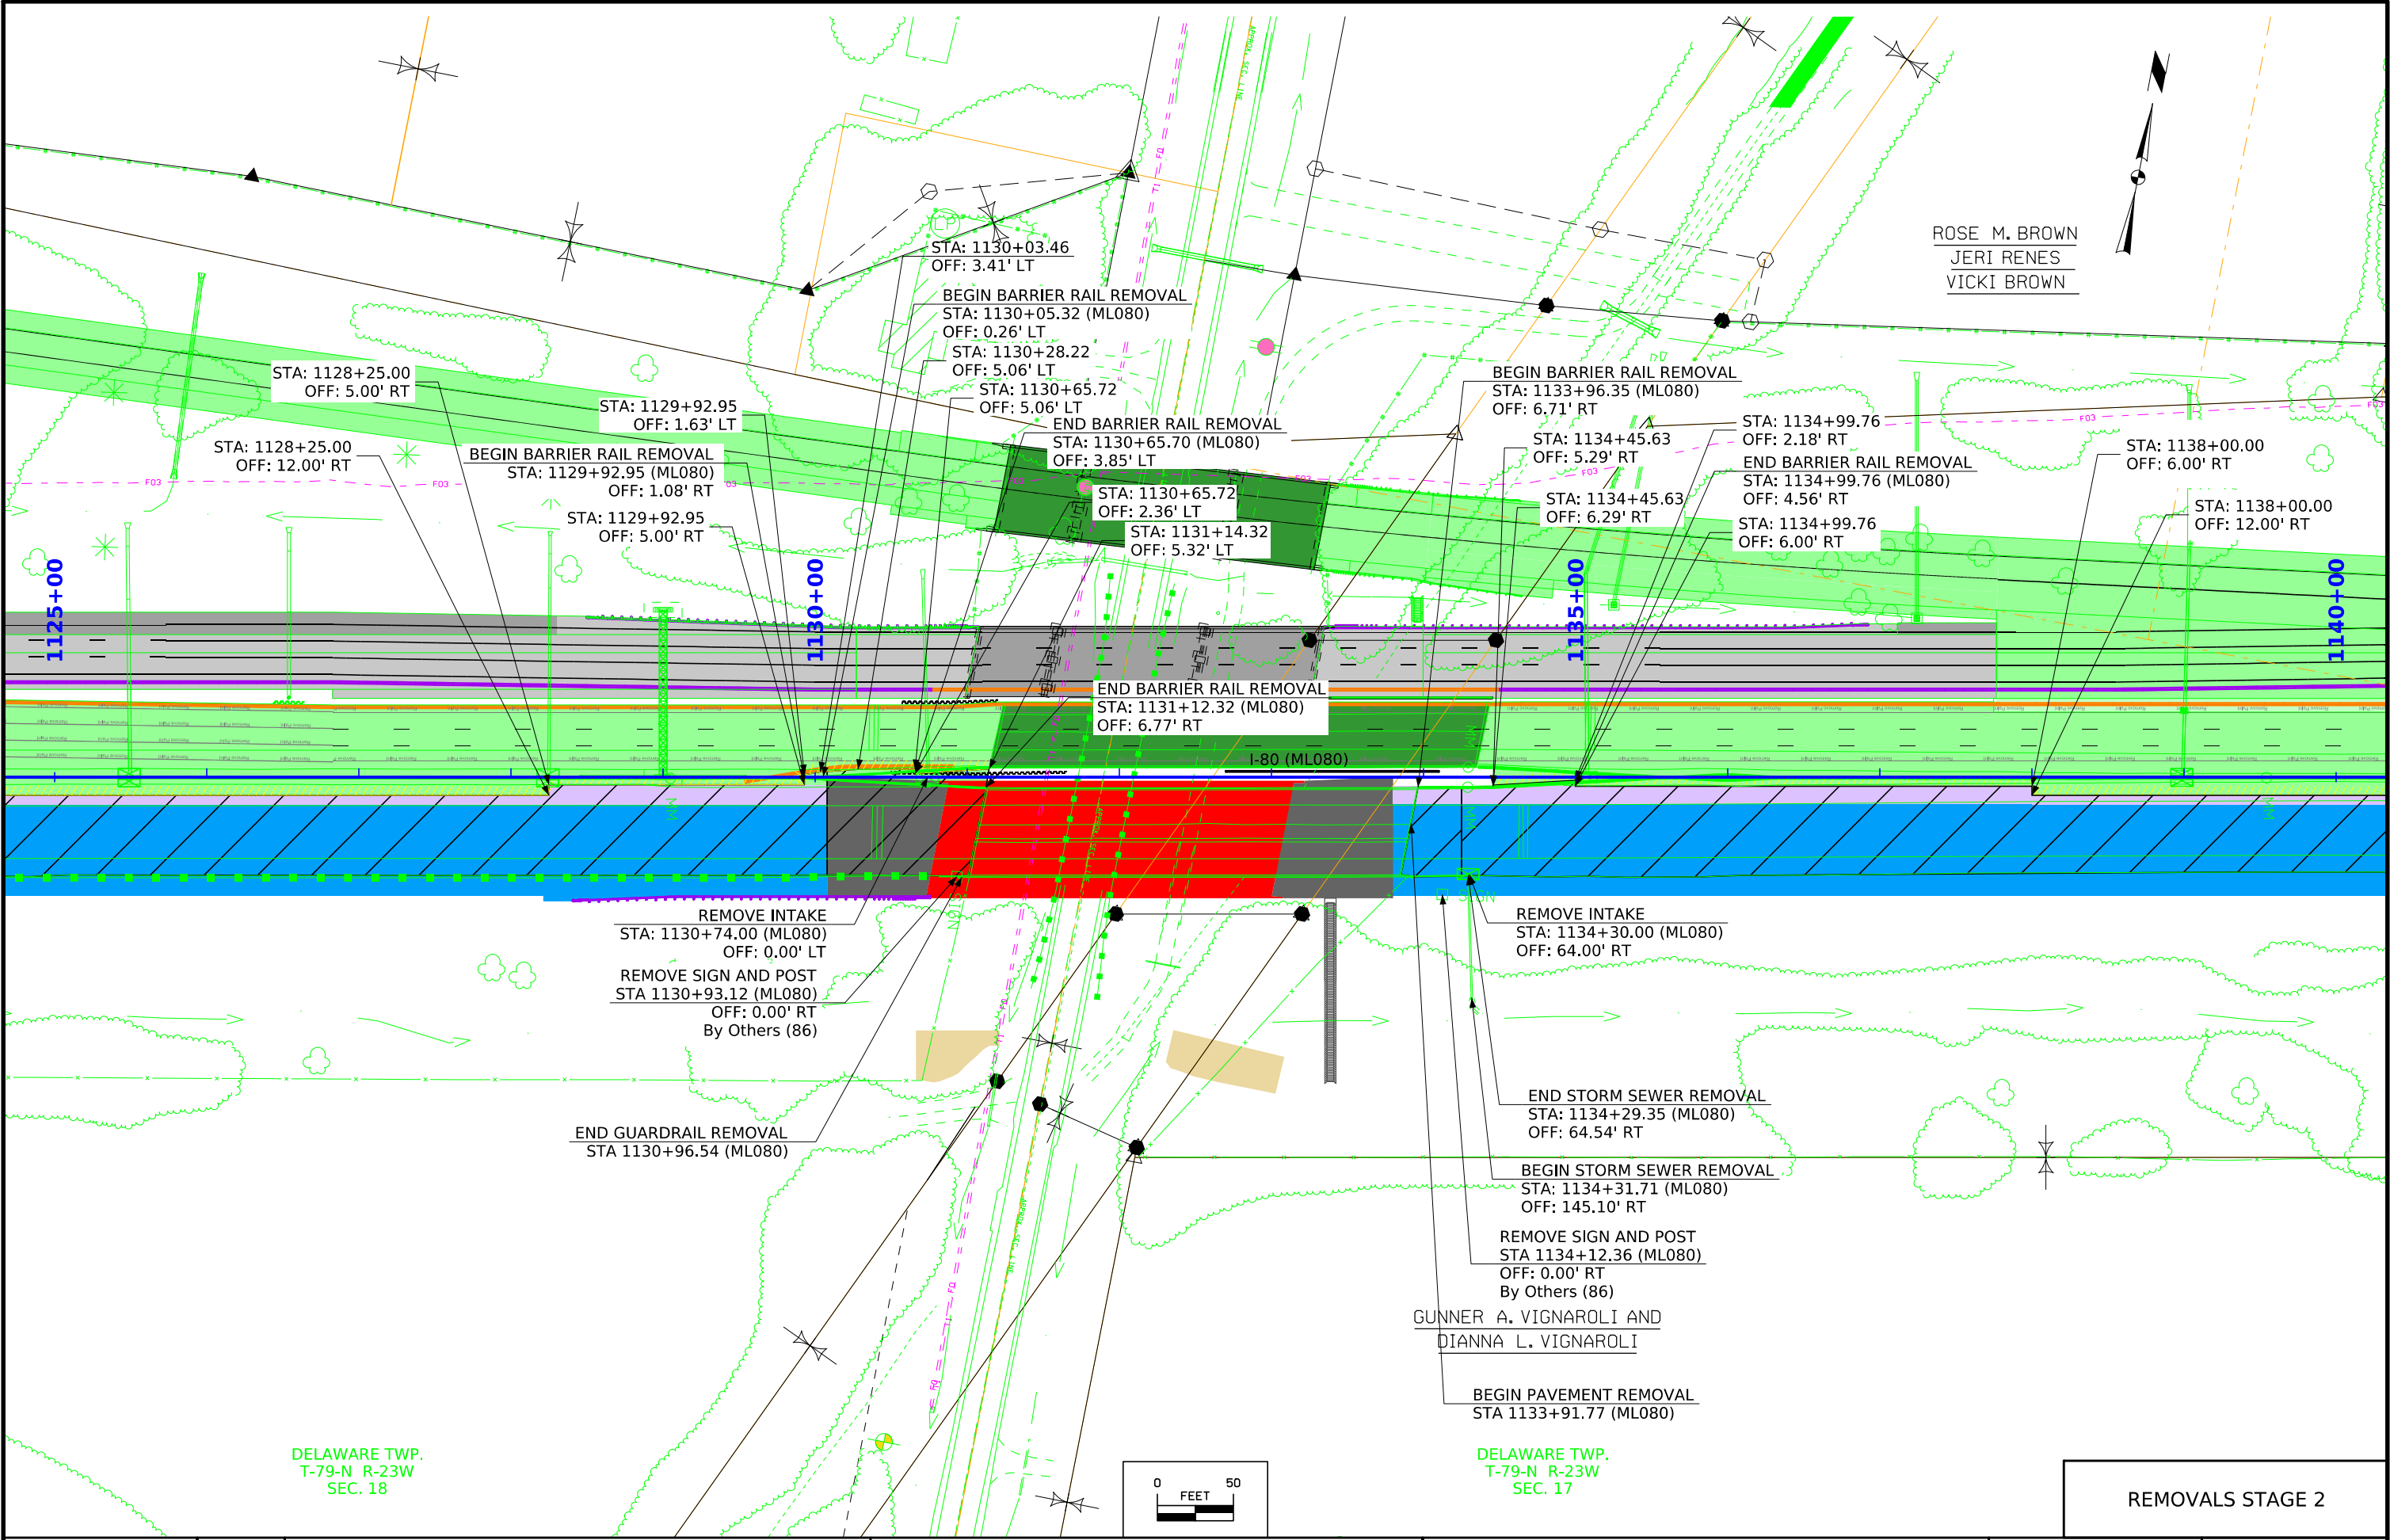 ROSE M. BROWN
JERI RENES
VICKI BROWN
STA: 1130+03.46
OFF: 3.41' LT
BEGIN BARRIER RAIL REMOVAL
STA: 1130+05.32 (ML080)
OFF: 0.26' LT
STA: 1130+28.22
OFF: 5.06' LT
STA: 1130+65.72
OFF: 5.06' LT
END BARRIER RAIL REMOVAL
STA: 1130+65.70 (ML080)
OFF: 3.85' LT
STA: 1130+65.72
OFF: 2.36' LT
STA: 1131+14.32
OFF: 5.32' LT
STA: 1128+25.00
OFF: 5.00' RT
STA: 1128+25.00
OFF: 12.00' RT
STA: 1129+92.95
OFF: 1.63' LT
BEGIN BARRIER RAIL REMOVAL
STA: 1129+92.95 (ML080)
OFF: 1.08' RT
STA: 1129+92.95
OFF: 5.00' RT
BEGIN BARRIER RAIL REMOVAL
STA: 1133+96.35 (ML080)
OFF: 6.71' RT
STA: 1134+45.63
OFF: 5.29' RT
STA: 1134+45.63
OFF: 6.29' RT
STA: 1134+99.76
OFF: 2.18' RT
END BARRIER RAIL REMOVAL
STA: 1134+99.76 (ML080)
OFF: 4.56' RT
STA: 1134+99.76
OFF: 6.00' RT
STA: 1138+00.00
OFF: 6.00' RT
STA: 1138+00.00
OFF: 12.00' RT
F03
F03
F03
F03
F03
1125+00
1130+00
1135+00
1140+00
END BARRIER RAIL REMOVAL
STA: 1131+12.32 (ML080)
OFF: 6.77' RT
I-80 (ML080)
MM
MM
MM
MM
SIGN
SIGN
REMOVE INTAKE
STA: 1130+74.00 (ML080)
OFF: 0.00' LT
REMOVE SIGN AND POST
STA 1130+93.12 (ML080)
OFF: 0.00' RT
By Others (86)
END GUARDRAIL REMOVAL
STA 1130+96.54 (ML080)
REMOVE INTAKE
STA: 1134+30.00 (ML080)
OFF: 64.00' RT
END STORM SEWER REMOVAL
STA: 1134+29.35 (ML080)
OFF: 64.54' RT
BEGIN STORM SEWER REMOVAL
STA: 1134+31.71 (ML080)
OFF: 145.10' RT
REMOVE SIGN AND POST
STA 1134+12.36 (ML080)
OFF: 0.00' RT
By Others (86)
GUNNER A. VIGNAROLI AND
DIANNA L. VIGNAROLI
BEGIN PAVEMENT REMOVAL
STA 1133+91.77 (ML080)
DELAWARE TWP.
T-79-N R-23W
SEC. 18
0 50
FEET
DELAWARE TWP.
T-79-N R-23W
SEC. 17
REMOVALS STAGE 2